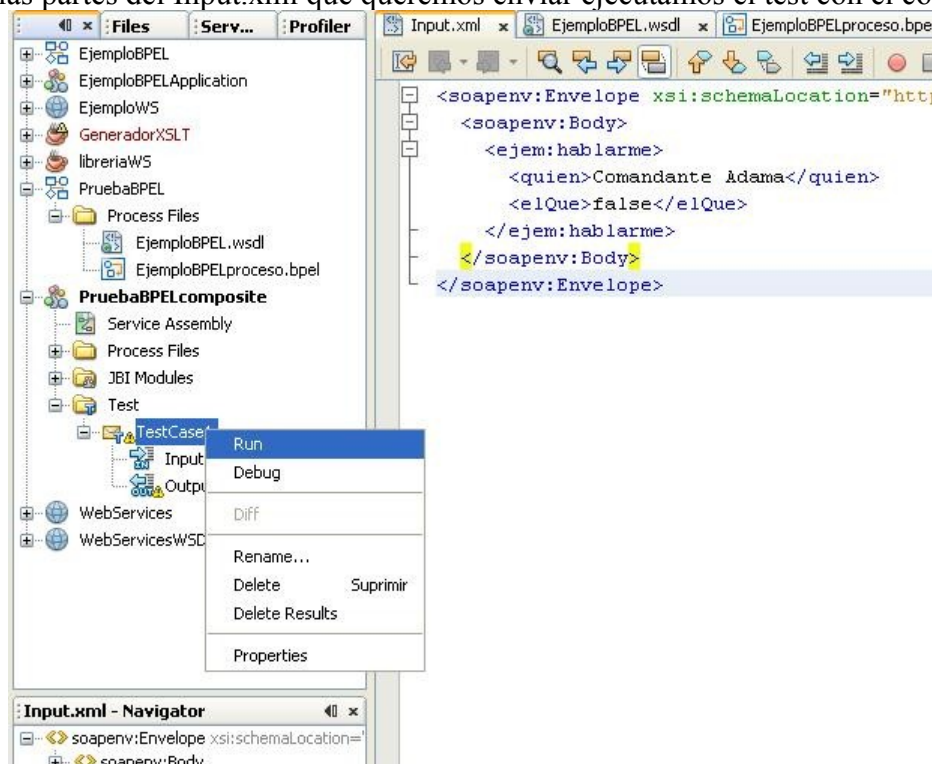 las partes del Input.xml que queremos enviar ejecutamos el test con el
Files Serv... Profiler
EjemploBPEL
EjemploBPELApplication
EjemploWS
GeneradorXSLT
libreriaWS
PruebaBPEL
Process Files
EjemploBPEL.wsdl
EjemploBPELproceso.bpel
PruebaBPELcomposite
Service Assembly
Process Files
JBI Modules
Test
TestCase
Input
Outpu
WebServices
WebServicesWSD
Run
Debug
Diff
Rename...
Delete Suprimir
Delete Results
Properties
Input.xml - Navigator
soapenv:Envelope xsi:schemaLocation='
soapenv:Body
Input.xml EjemploBPEL.wsdl EjemploBPELproceso.bpe
<soapenv:Envelope xsi:schemaLocation="http
<soapenv:Body>
<ejem:hablarme>
<quien>Comandante Adama</quien>
<elQue>false</elQue>
</ejem:hablarme>
</soapenv:Body>
</soapenv:Envelope>